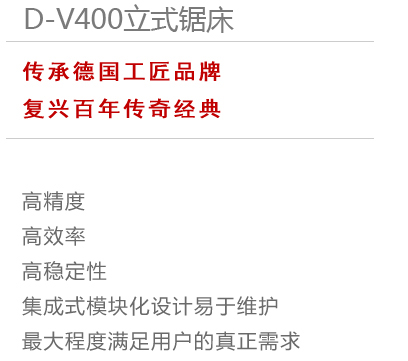 D-V400立式锯床
传承德国工匠品牌
复兴百年传奇经典
高精度
高效率
高稳定性
集成式模块化设计易于维护
最大程度满足用户的真正需求